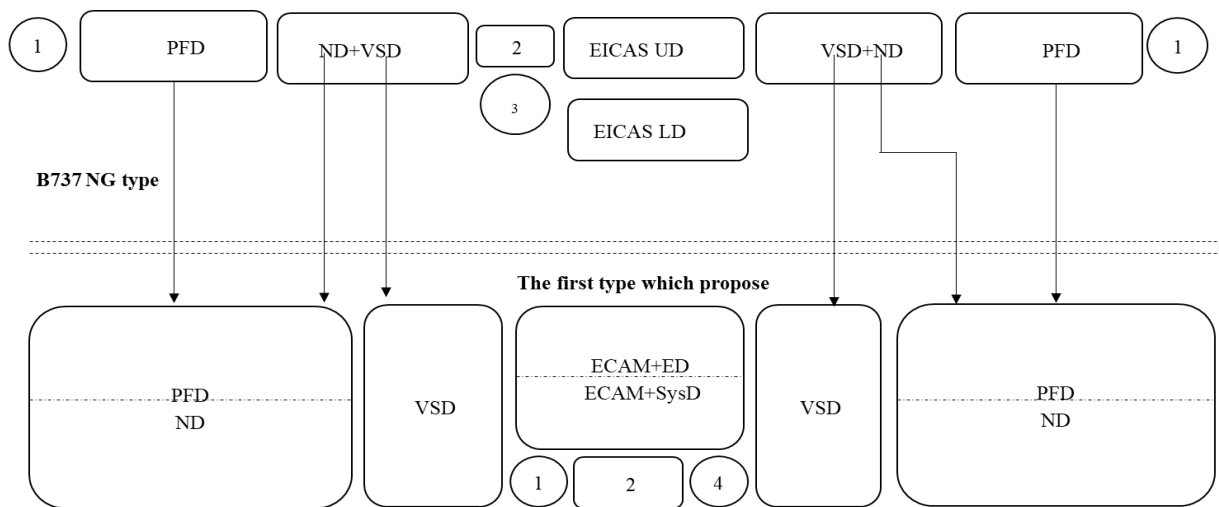 1
PFD
ND+VSD
2
EICAS UD
VSD+ND
PFD
1
3
EICAS LD
B737 NG type
The first type which propose
PFD
ND
VSD
ECAM+ED
ECAM+SysD
VSD
PFD
ND
1
2
4